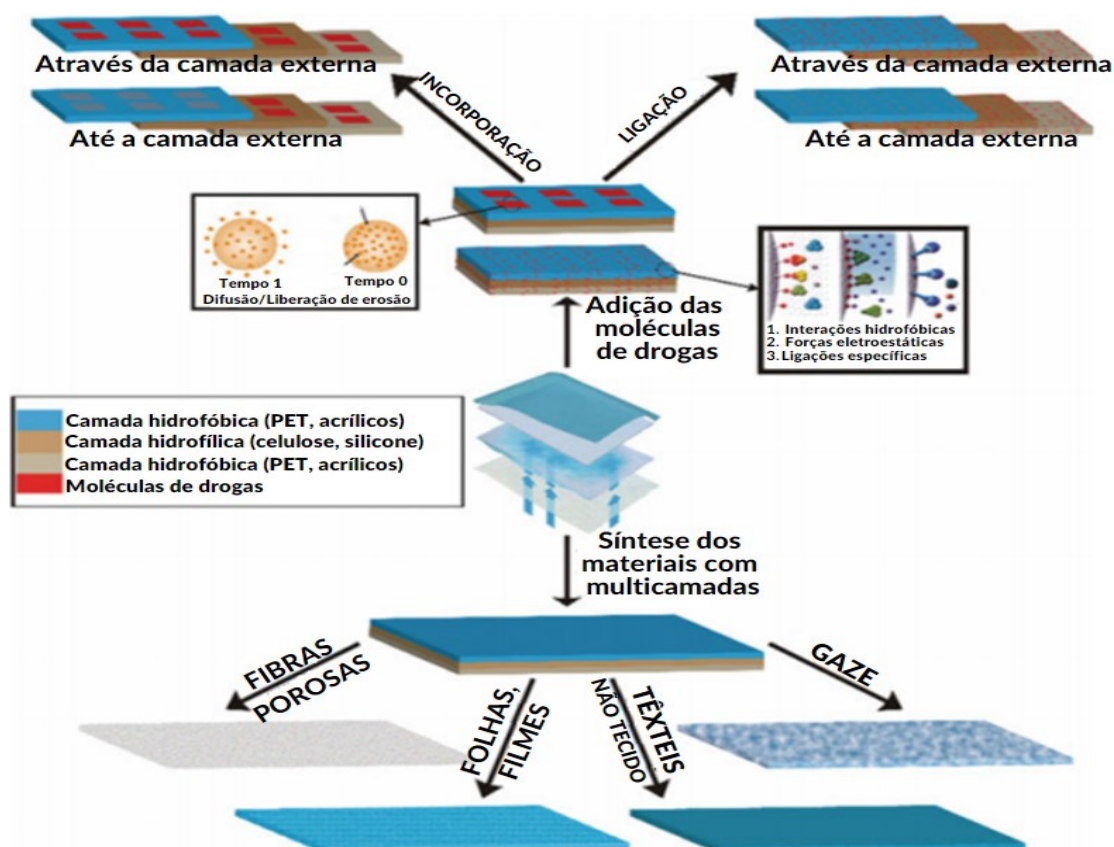 Através da camada externa
Até a camada externa
INCORPORAÇÃO
LIGAÇÃO
Através da camada externa
Até a camada externa
Tempo 1
Tempo 0
Difusão/Liberação de erosão
Adição das
moléculas
de drogas
1. Interações hidrofóbicas
2. Forças eletroestáticas
3. Ligações específicas
Camada hidrofóbica (PET, acrílicos)
Camada hidrofílica (celulose, silicone)
Camada hidrofóbica (PET, acrílicos)
Moléculas de drogas
Síntese dos
materiais com
multicamadas
FIBRAS
POROSAS
FOLHAS,
FILMES
TÊXTEIS
NÃO TECIDO
GAZE